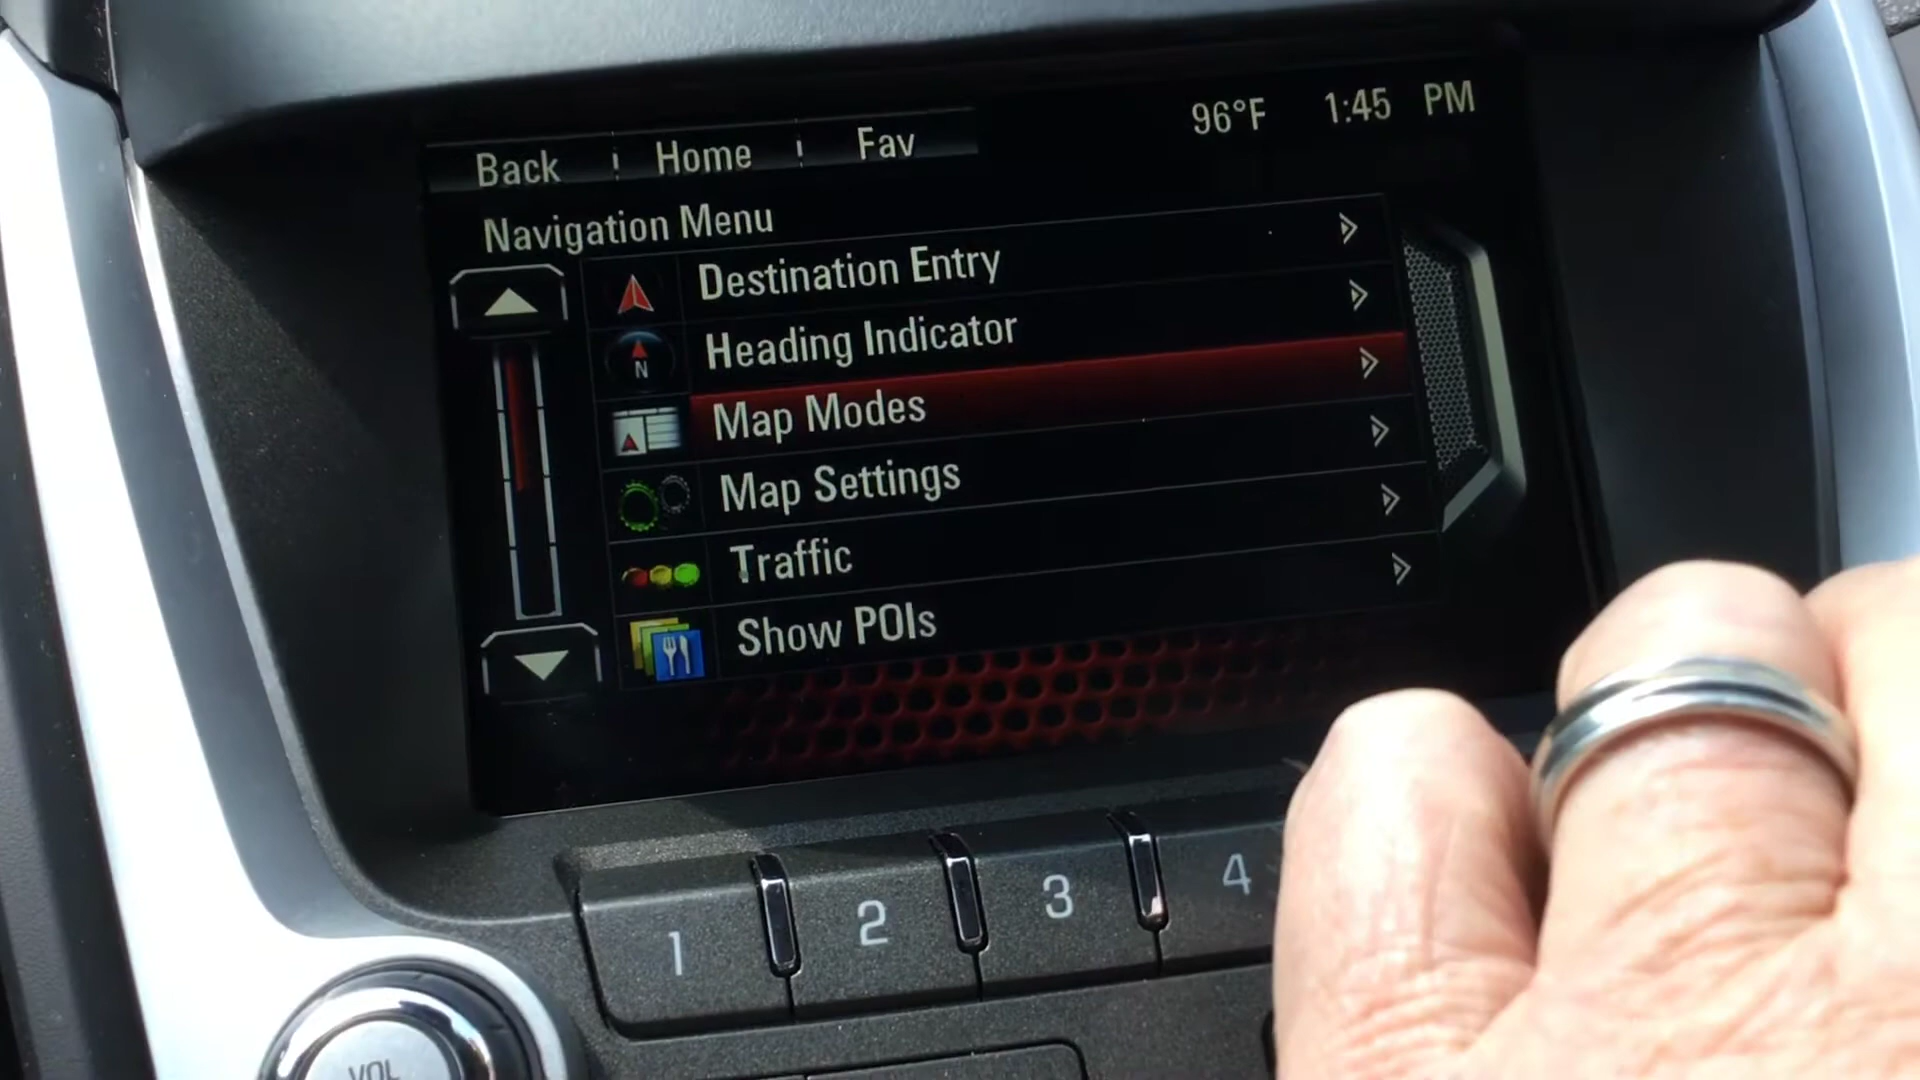 Back Home Fav 96°F 1:45 PM
Navigation Menu
Destination Entry
Heading Indicator
N
Map Modes
Map Settings
Traffic
Show POIs
1 2 3 4
VOL